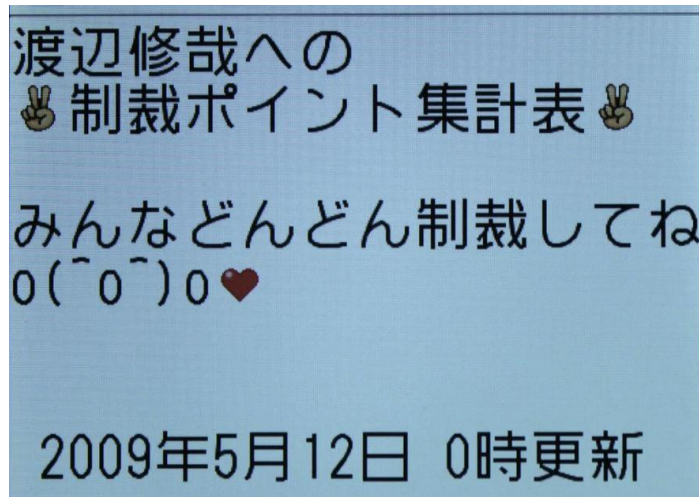 渡辺修哉への
✌制裁ポイント集計表✌
みんなどんどん制裁してね
o(^o^)o❤
2009年5月12日 0時更新